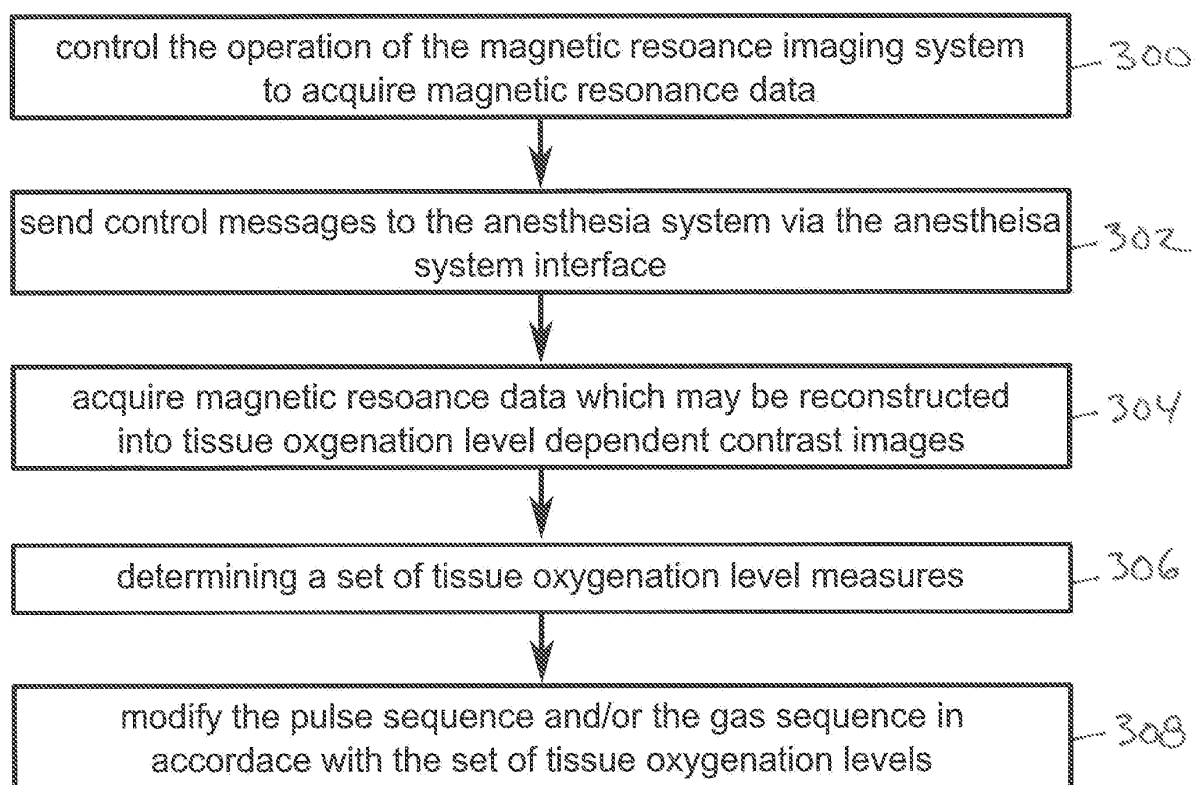 control the operation of the magnetic resoance imaging system
to acquire magnetic resonance data
300
send control messages to the anesthesia system via the anestheisa
system interface
302
acquire magnetic resoance data which may be reconstructed
into tissue oxgenation level dependent contrast images
304
determining a set of tissue oxygenation level measures
306
modify the pulse sequence and/or the gas sequence in
accordace with the set of tissue oxygenation levels
308